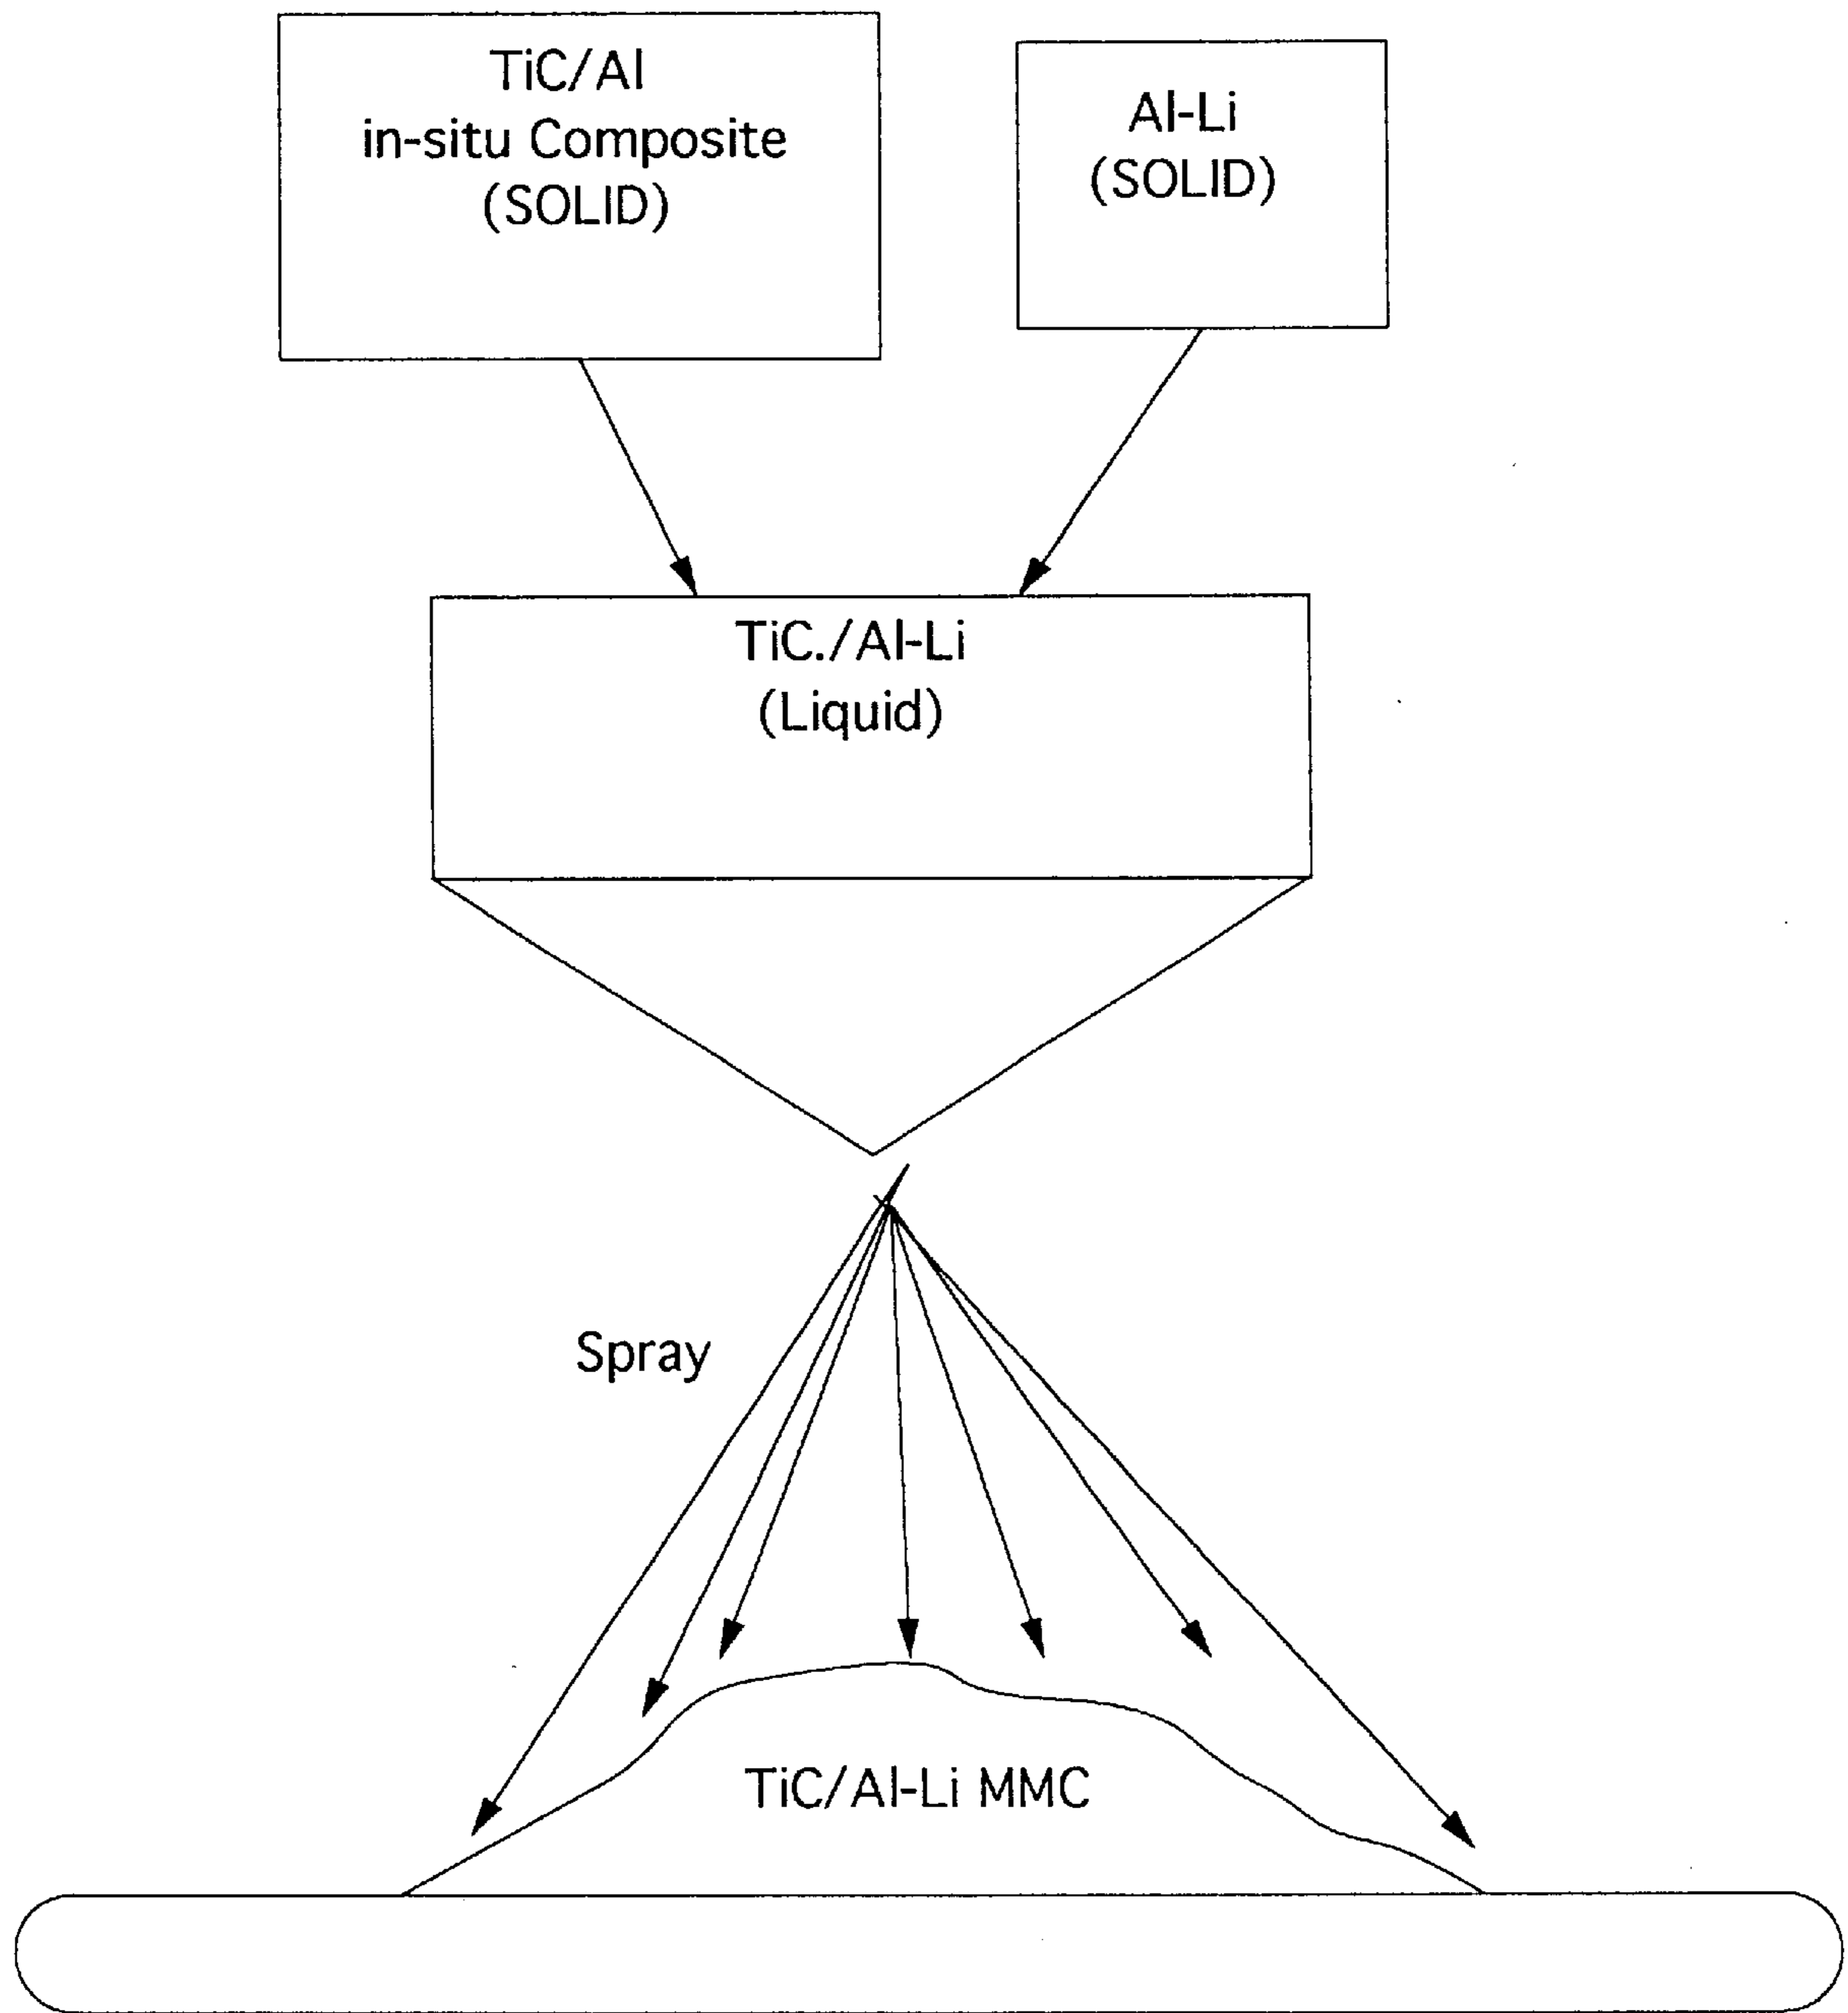 TiC/Al
in-situ Composite
(SOLID)
Al-Li
(SOLID)
TiC./Al-Li
(Liquid)
Spray
TiC/Al-Li MMC